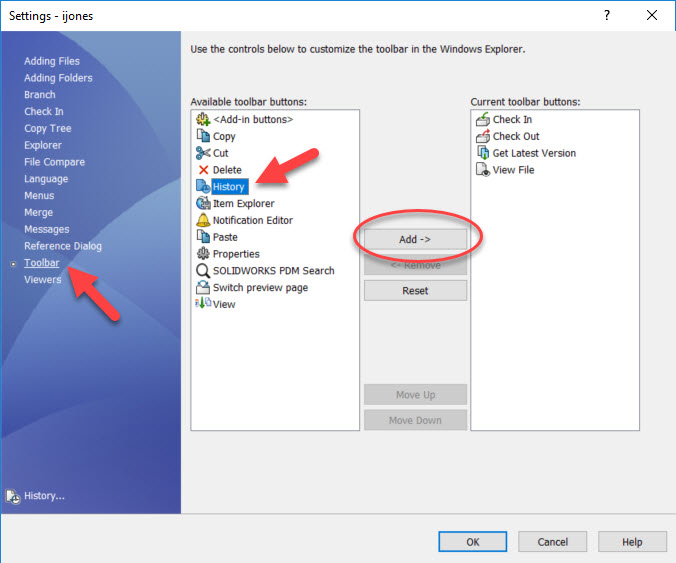 Settings - ijones
?
Use the controls below to customize the toolbar in the Windows Explorer.
Adding Files
Adding Folders
Branch
Check In
Copy Tree
Explorer
File Compare
Language
Menus
Merge
Messages
Reference Dialog
Toolbar
Viewers
History...
Available toolbar buttons:
<Add-in buttons>
Copy
Cut
Delete
History
Item Explorer
Notification Editor
Paste
Properties
SOLIDWORKS PDM Search
Switch preview page
View
Add ->
<- Remove
Reset
Move Up
Move Down
Current toolbar buttons:
Check In
Check Out
Get Latest Version
View File
OK
Cancel
Help